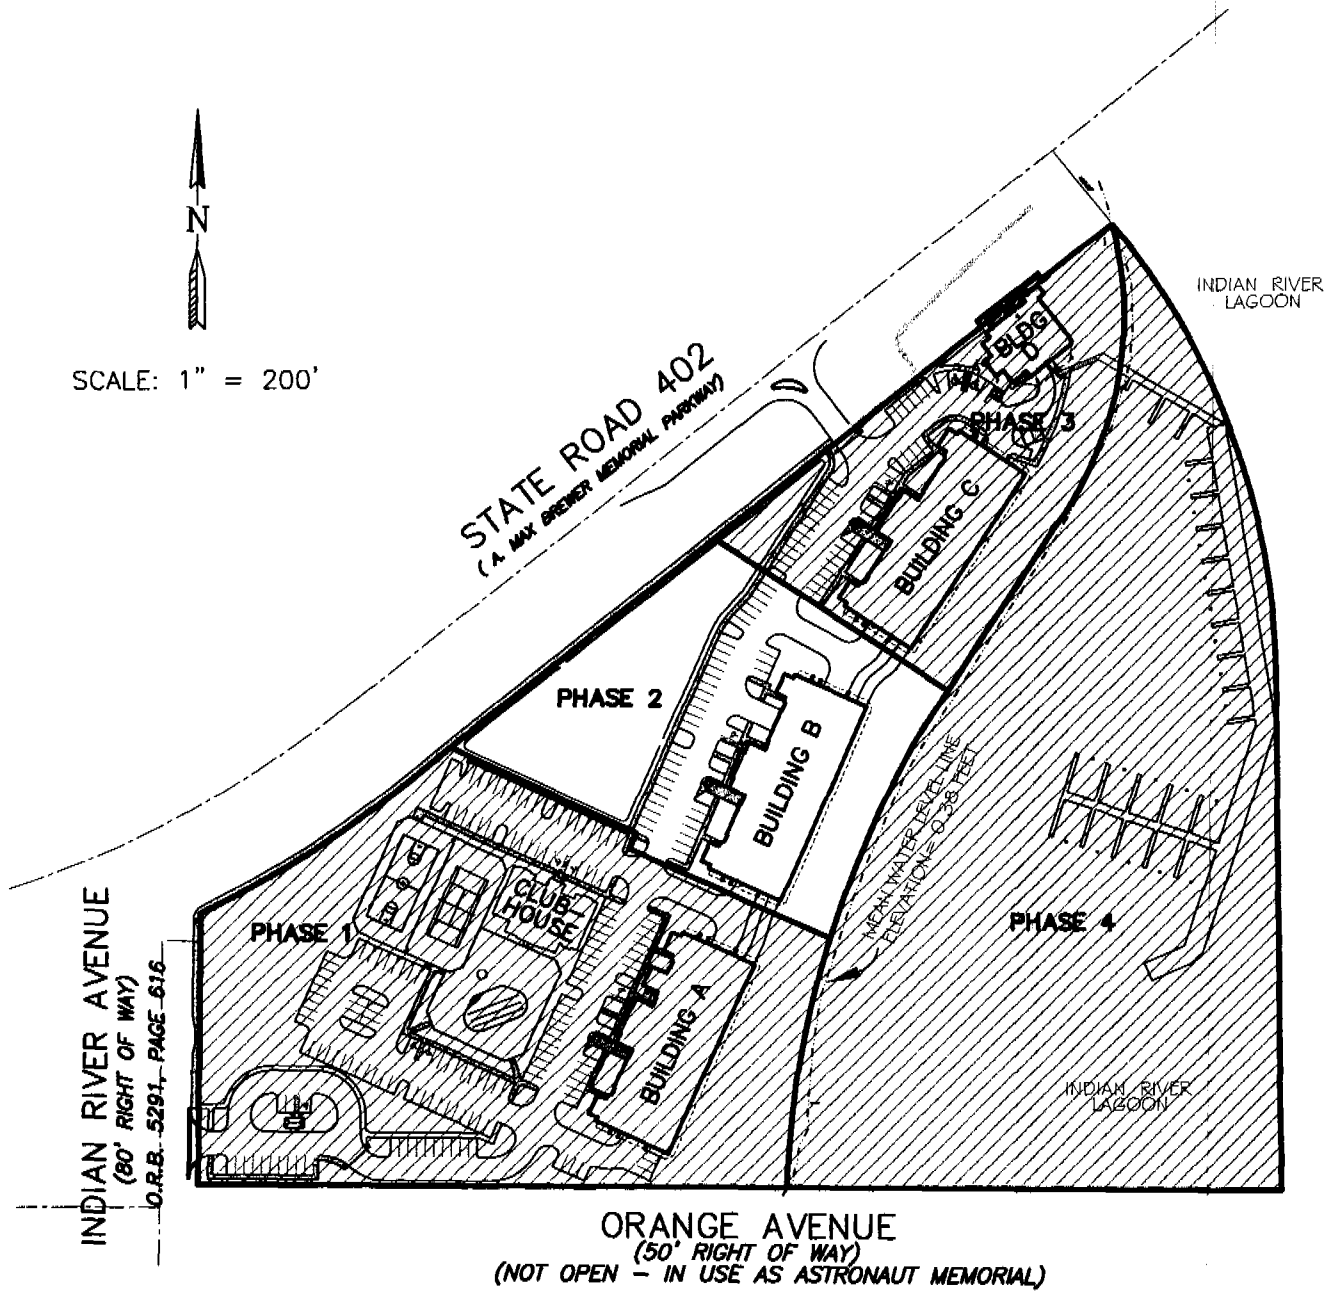 N
SCALE: 1" = 200'
INDIAN RIVER
LAGOON
STATE ROAD 402
( A. MAX BREWER MEMORIAL PARKWAY)
BLDG
D
PHASE 3
BUILDING C
PHASE 2
BUILDING B
MEAN WATER LEVEL LINE
ELEVATION= 0.38 FEET
CLUB
HOUSE
PHASE 1
PHASE 4
BUILDING A
INDIAN RIVER
LAGOON
INDIAN RIVER AVENUE
(80' RIGHT OF WAY)
O.R.B. 5291, PAGE 616
ORANGE AVENUE
(50' RIGHT OF WAY)
(NOT OPEN – IN USE AS ASTRONAUT MEMORIAL)